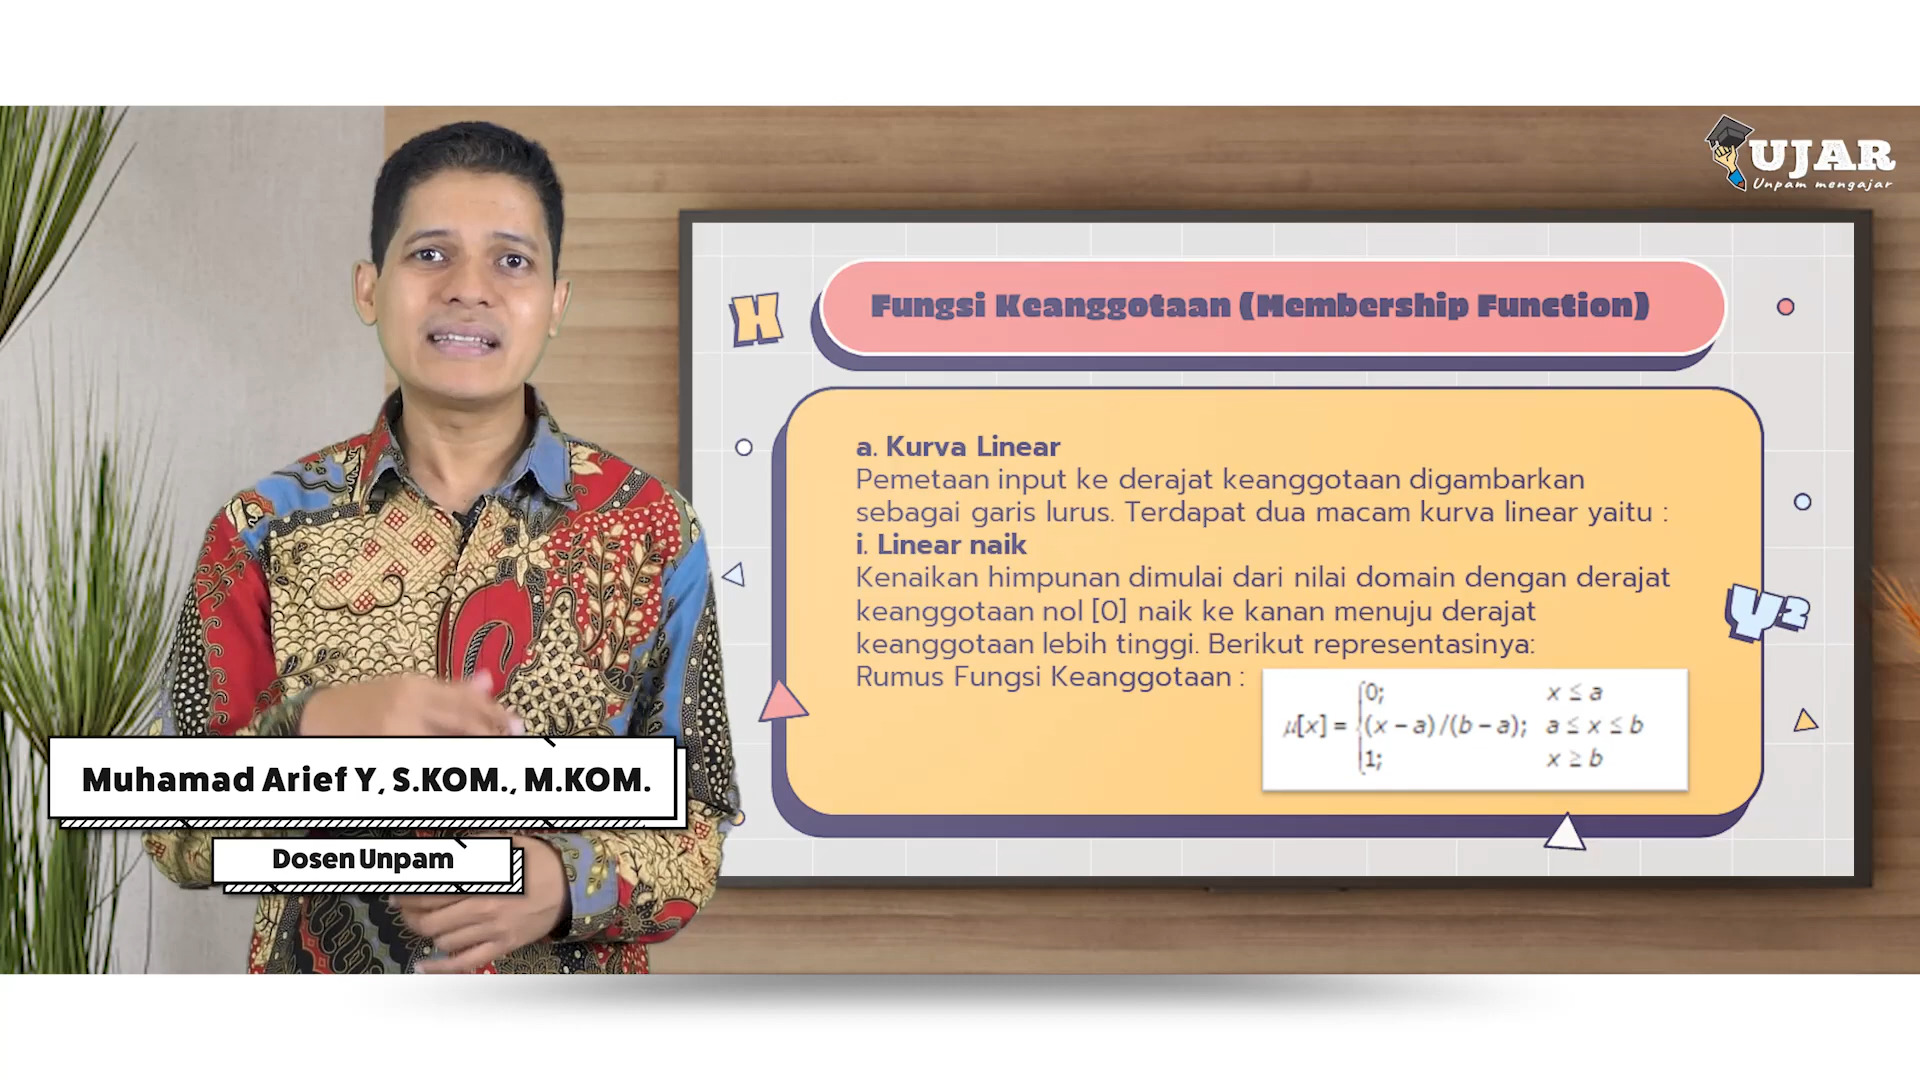 UJAR
Unpam mengajar
H
Fungsi Keanggotaan (Membership Function)
a. Kurva Linear
Pemetaan input ke derajat keanggotaan digambarkan
sebagai garis lurus. Terdapat dua macam kurva linear yaitu :
i. Linear naik
Kenaikan himpunan dimulai dari nilai domain dengan derajat
keanggotaan nol [0] naik ke kanan menuju derajat
keanggotaan lebih tinggi. Berikut representasinya:
Rumus Fungsi Keanggotaan :
0; x ≤ a
μ[x] = (x – a)/(b – a); a ≤ x ≤ b
1; x ≥ b
y²
Muhamad Arief Y, S.KOM., M.KOM.
Dosen Unpam